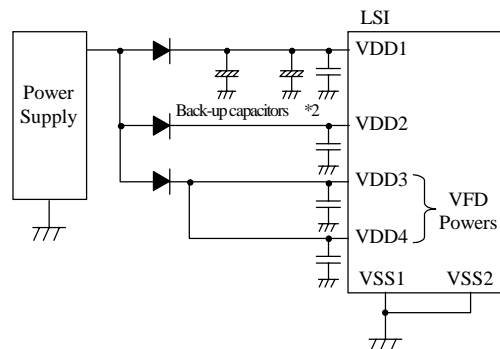 LSI
VDD1
Power
Supply
Back-up capacitors *2
VDD2
VDD3
VFD
Powers
VDD4
VSS1 VSS2